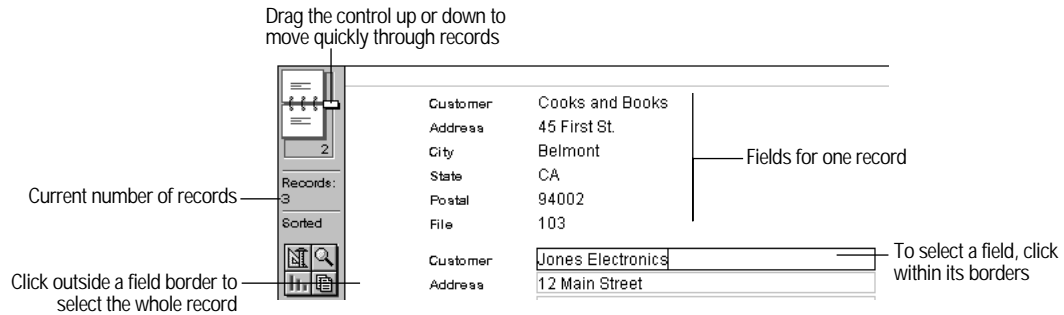 Drag the control up or down to
move quickly through records
Customer Cooks and Books
Address 45 First St.
2
City Belmont
Fields for one record
State CA
Records:
Current number of records
3
Postal 94002
Sorted
File 103
Customer Jones Electronics
To select a field, click
within its borders
Click outside a field border to
select the whole record
Address 12 Main Street